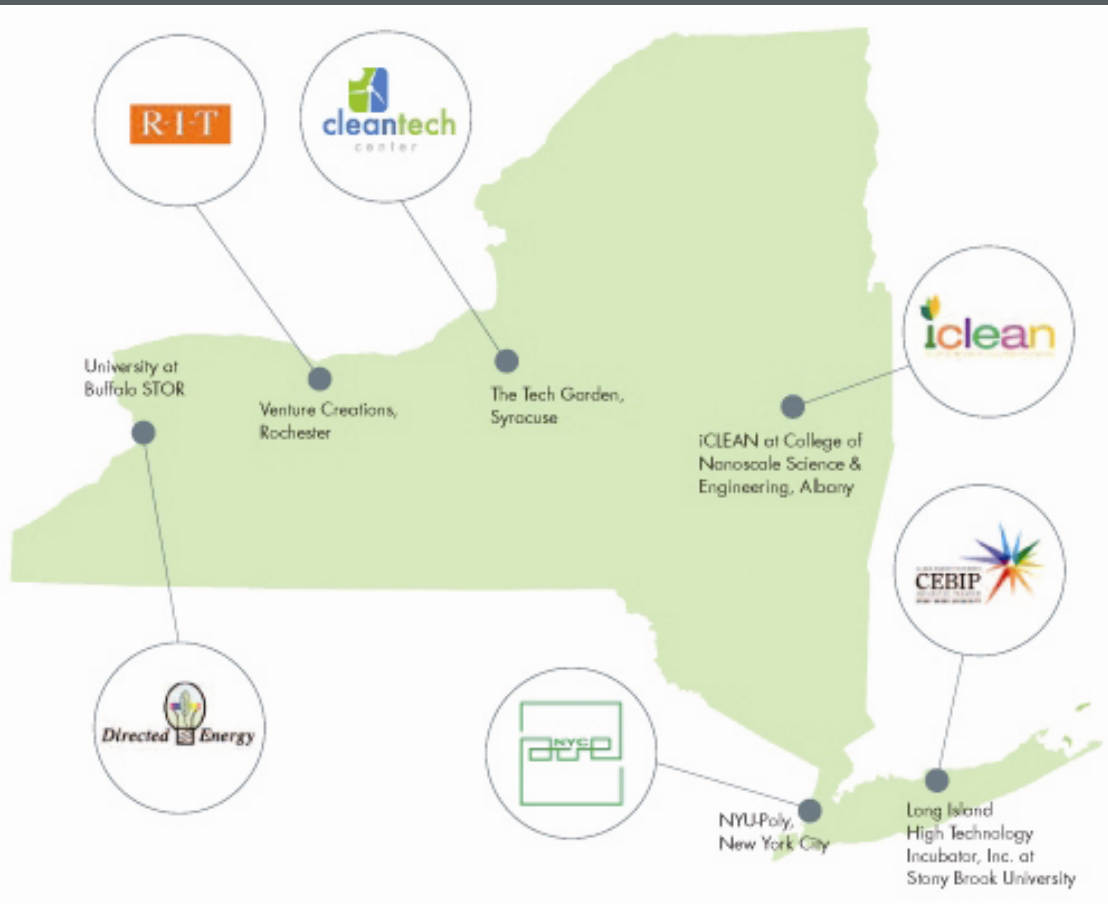 R·I·T
cleantech
center
iclean
University at
Buffalo STOR
Venture Creations,
Rochester
The Tech Garden,
Syracuse
iCLEAN at College of
Nanoscale Science &
Engineering, Albany
CEBIP
Directed Energy
NYC
NYU-Poly,
New York City
Long Island
High Technology
Incubator, Inc. at
Stony Brook University